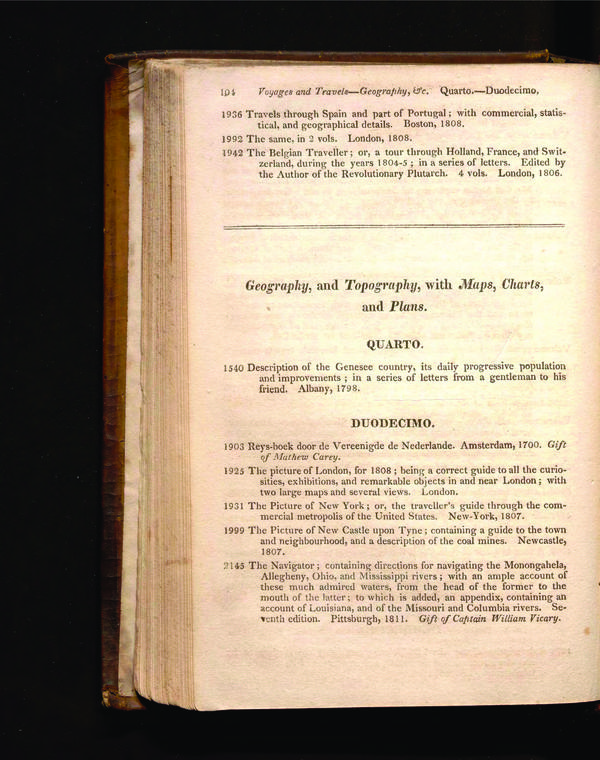 104 Voyages and Travels—Geography, &c. Quarto.—Duodecimo.
1936 Travels through Spain and part of Portugal; with commercial, statis-
tical, and geographical details. Boston, 1808.
1992 The same, in 2 vols. London, 1808.
1942 The Belgian Traveller; or, a tour through Holland, France, and Swit-
zerland, during the years 1804-5; in a series of letters. Edited by
the Author of the Revolutionary Plutarch. 4 vols. London, 1806.
Geography, and Topography, with Maps, Charts,
and Plans.
QUARTO.
1540 Description of the Genesee country, its daily progressive population
and improvements; in a series of letters from a gentleman to his
friend. Albany, 1798.
DUODECIMO.
1903 Reys-boek door de Vereenigde de Nederlande. Amsterdam, 1700. Gift
of Mathew Carey.
1925 The picture of London, for 1808; being a correct guide to all the curio-
sities, exhibitions, and remarkable objects in and near London; with
two large maps and several views. London.
1931 The Picture of New York; or, the traveller's guide through the com-
mercial metropolis of the United States. New-York, 1807.
1999 The Picture of New Castle upon Tyne; containing a guide to the town
and neighbourhood, and a description of the coal mines. Newcastle,
1807.
2145 The Navigator; containing directions for navigating the Monongahela,
Allegheny, Ohio, and Mississippi rivers; with an ample account of
these much admired waters, from the head of the former to the
mouth of the latter; to which is added, an appendix, containing an
account of Louisiana, and of the Missouri and Columbia rivers. Se-
venth edition. Pittsburgh, 1811. Gift of Captain William Vicary.